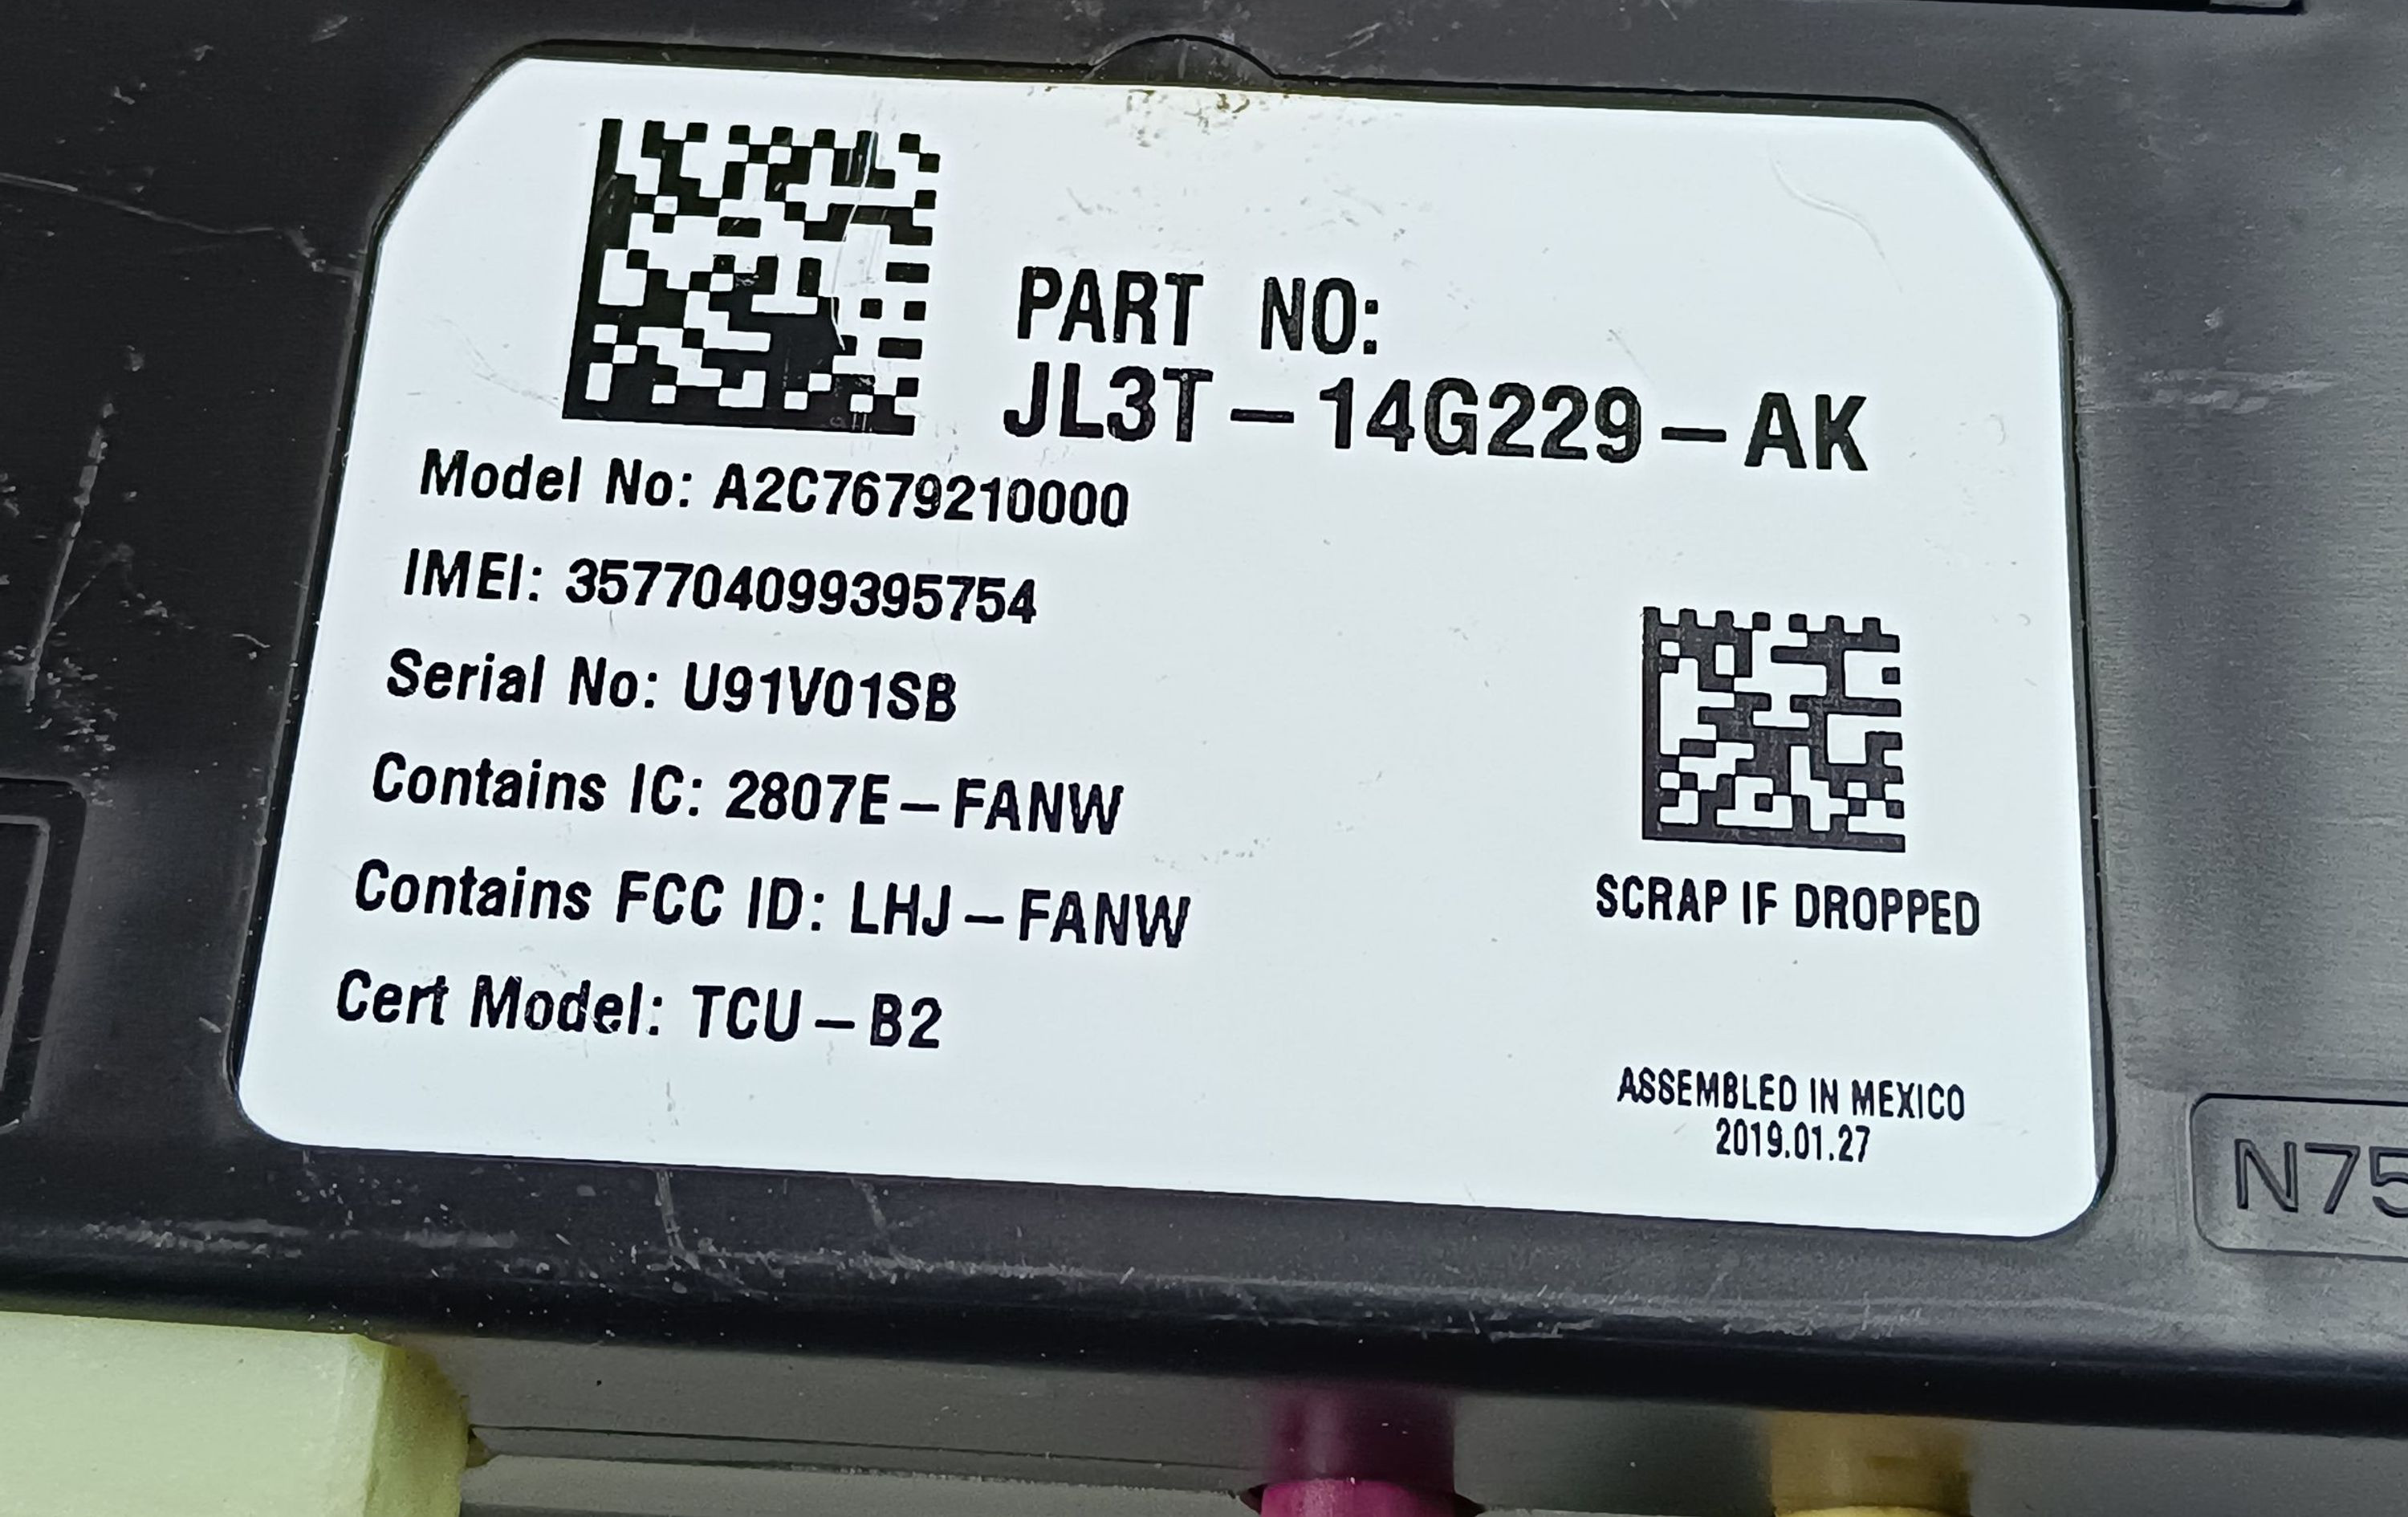 PART NO:
JL3T-14G229-AK
Model No: A2C7679210000
IMEI: 357704099395754
Serial No: U91V01SB
Contains IC: 2807E-FANW
Contains FCC ID: LHJ-FANW
Cert Model: TCU-B2
SCRAP IF DROPPED
ASSEMBLED IN MEXICO
2019.01.27